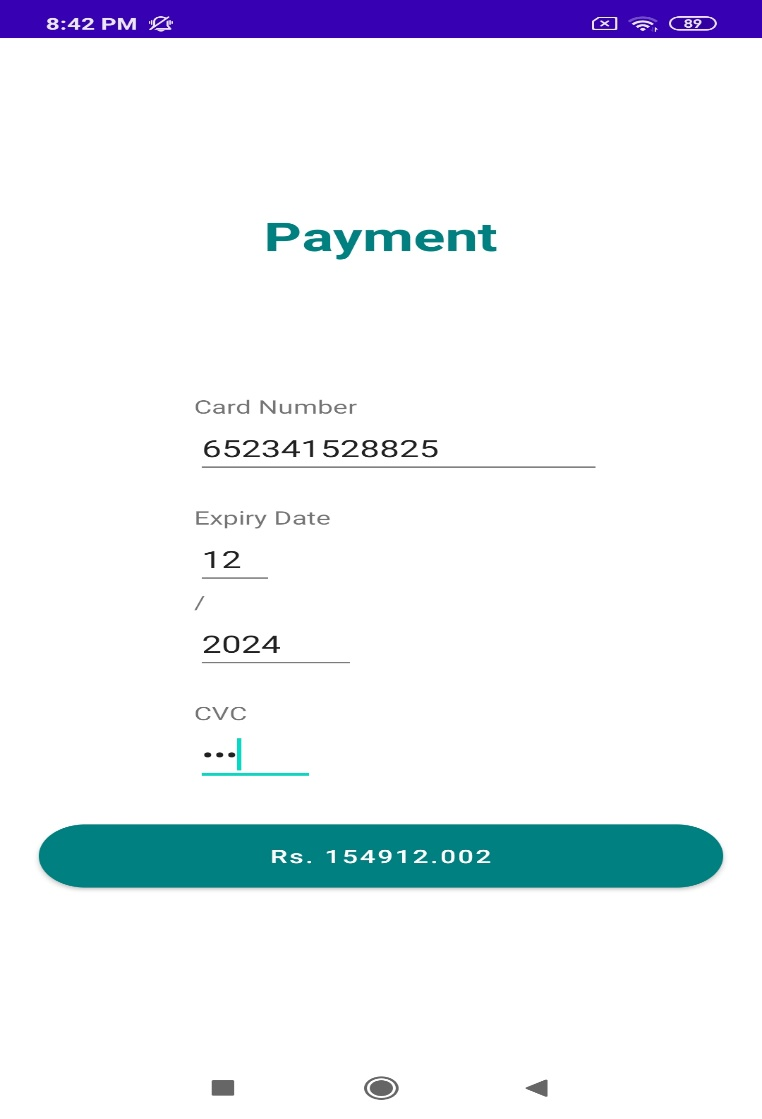 8:42 PM 89
Payment
Card Number
652341528825
Expiry Date
12
/
2024
CVC
•••
Rs. 154912.002